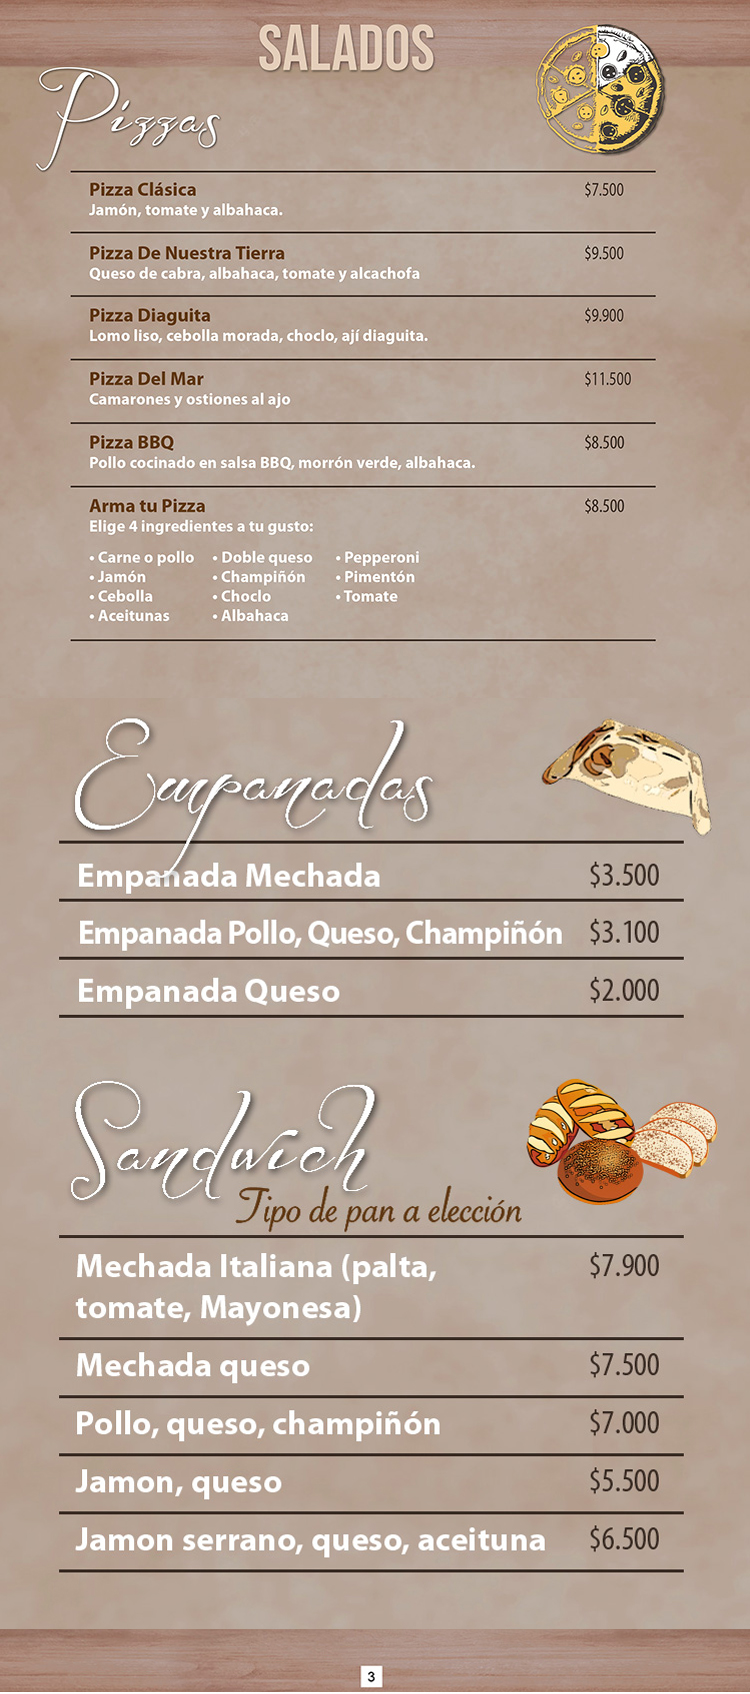 SALADOS
Pizzas
Pizza Clásica $7.500
Jamón, tomate y albahaca.
Pizza De Nuestra Tierra $9.500
Queso de cabra, albahaca, tomate y alcachofa
Pizza Diaguita $9.900
Lomo liso, cebolla morada, choclo, ají diaguita.
Pizza Del Mar $11.500
Camarones y ostiones al ajo
Pizza BBQ $8.500
Pollo cocinado en salsa BBQ, morrón verde, albahaca.
Arma tu Pizza $8.500
Elige 4 ingredientes a tu gusto:
• Carne o pollo • Doble queso • Pepperoni
• Jamón • Champiñón • Pimentón
• Cebolla • Choclo • Tomate
• Aceitunas • Albahaca
Empanadas
Empanada Mechada $3.500
Empanada Pollo, Queso, Champiñón $3.100
Empanada Queso $2.000
Sandwich
Tipo de pan a elección
Mechada Italiana (palta, $7.900
tomate, Mayonesa)
Mechada queso $7.500
Pollo, queso, champiñón $7.000
Jamon, queso $5.500
Jamon serrano, queso, aceituna $6.500
3